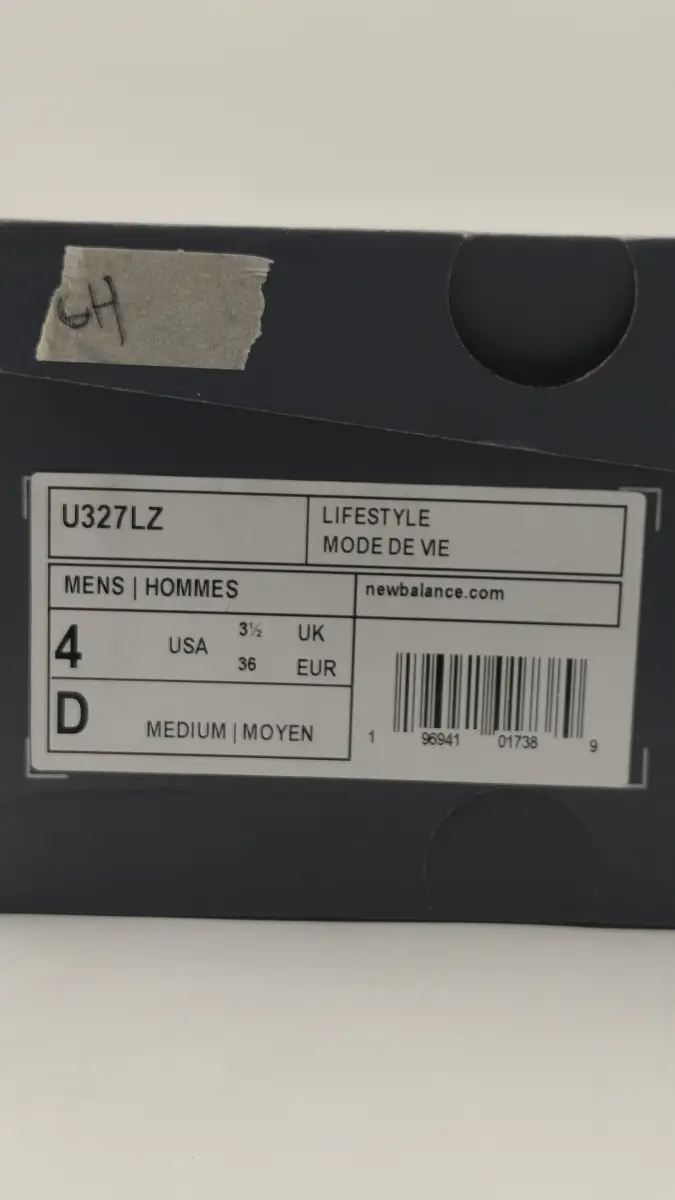 GH
U327LZ
LIFESTYLE
MODE DE VIE
MENS | HOMMES
newbalance.com
4 USA 3½ UK
36 EUR
D MEDIUM | MOYEN
1 96941 01738 9